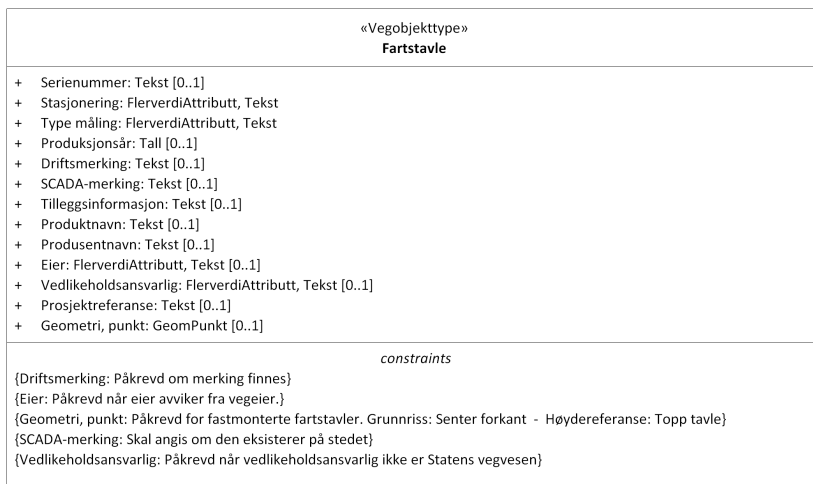 «Vegobjekttype»
Fartstavle
+ Serienummer: Tekst [0..1]
+ Stasjonering: FlerverdiAttributt, Tekst
+ Type måling: FlerverdiAttributt, Tekst
+ Produksjonsår: Tall [0..1]
+ Driftsmerking: Tekst [0..1]
+ SCADA-merking: Tekst [0..1]
+ Tilleggsinformasjon: Tekst [0..1]
+ Produktnavn: Tekst [0..1]
+ Produsentnavn: Tekst [0..1]
+ Eier: FlerverdiAttributt, Tekst [0..1]
+ Vedlikeholdsansvarlig: FlerverdiAttributt, Tekst [0..1]
+ Prosjektreferanse: Tekst [0..1]
+ Geometri, punkt: GeomPunkt [0..1]
constraints
{Driftsmerking: Påkrevd om merking finnes}
{Eier: Påkrevd når eier avviker fra vegeier.}
{Geometri, punkt: Påkrevd for fastmonterte fartstavler. Grunnriss: Senter forkant - Høydereferanse: Topp tavle}
{SCADA-merking: Skal angis om den eksisterer på stedet}
{Vedlikeholdsansvarlig: Påkrevd når vedlikeholdsansvarlig ikke er Statens vegvesen}